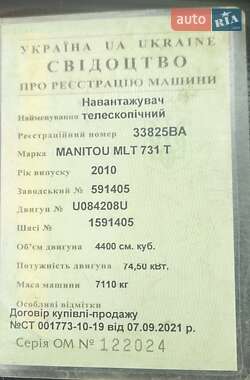 auto.RIA
УКРАЇНА UA UKRAINE
СВІДОЦТВО
ПРО РЕЄСТРАЦІЮ МАШИНИ
Навантажувач
Найменування телескопічний
Реєстраційний номер 33825ВА
Марка MANITOU MLT 731 T
Рік випуску 2010
Заводський № 591405
Двигун № U084208U
Шасі № 1591405
Об'єм двигуна 4400 см. куб.
Потужність двигуна 74,50 кВт.
Маса машини 7110 кг
Особливі відмітки
Договір купівлі-продажу
№СТ 001773-10-19 від 07.09.2021 р.
Серія ОМ № 122024